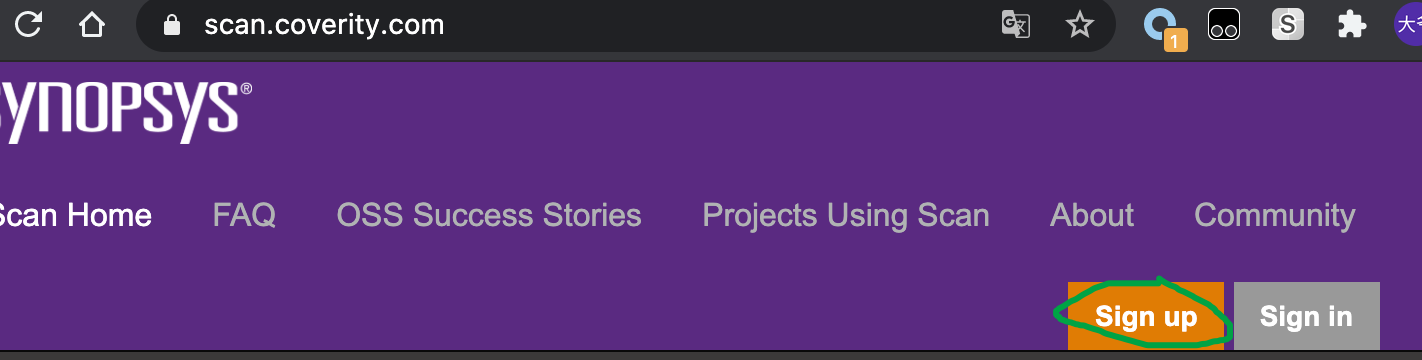 scan.coverity.com
1
S
大
SYNOPSYS®
Scan Home FAQ OSS Success Stories Projects Using Scan About Community
Sign up Sign in